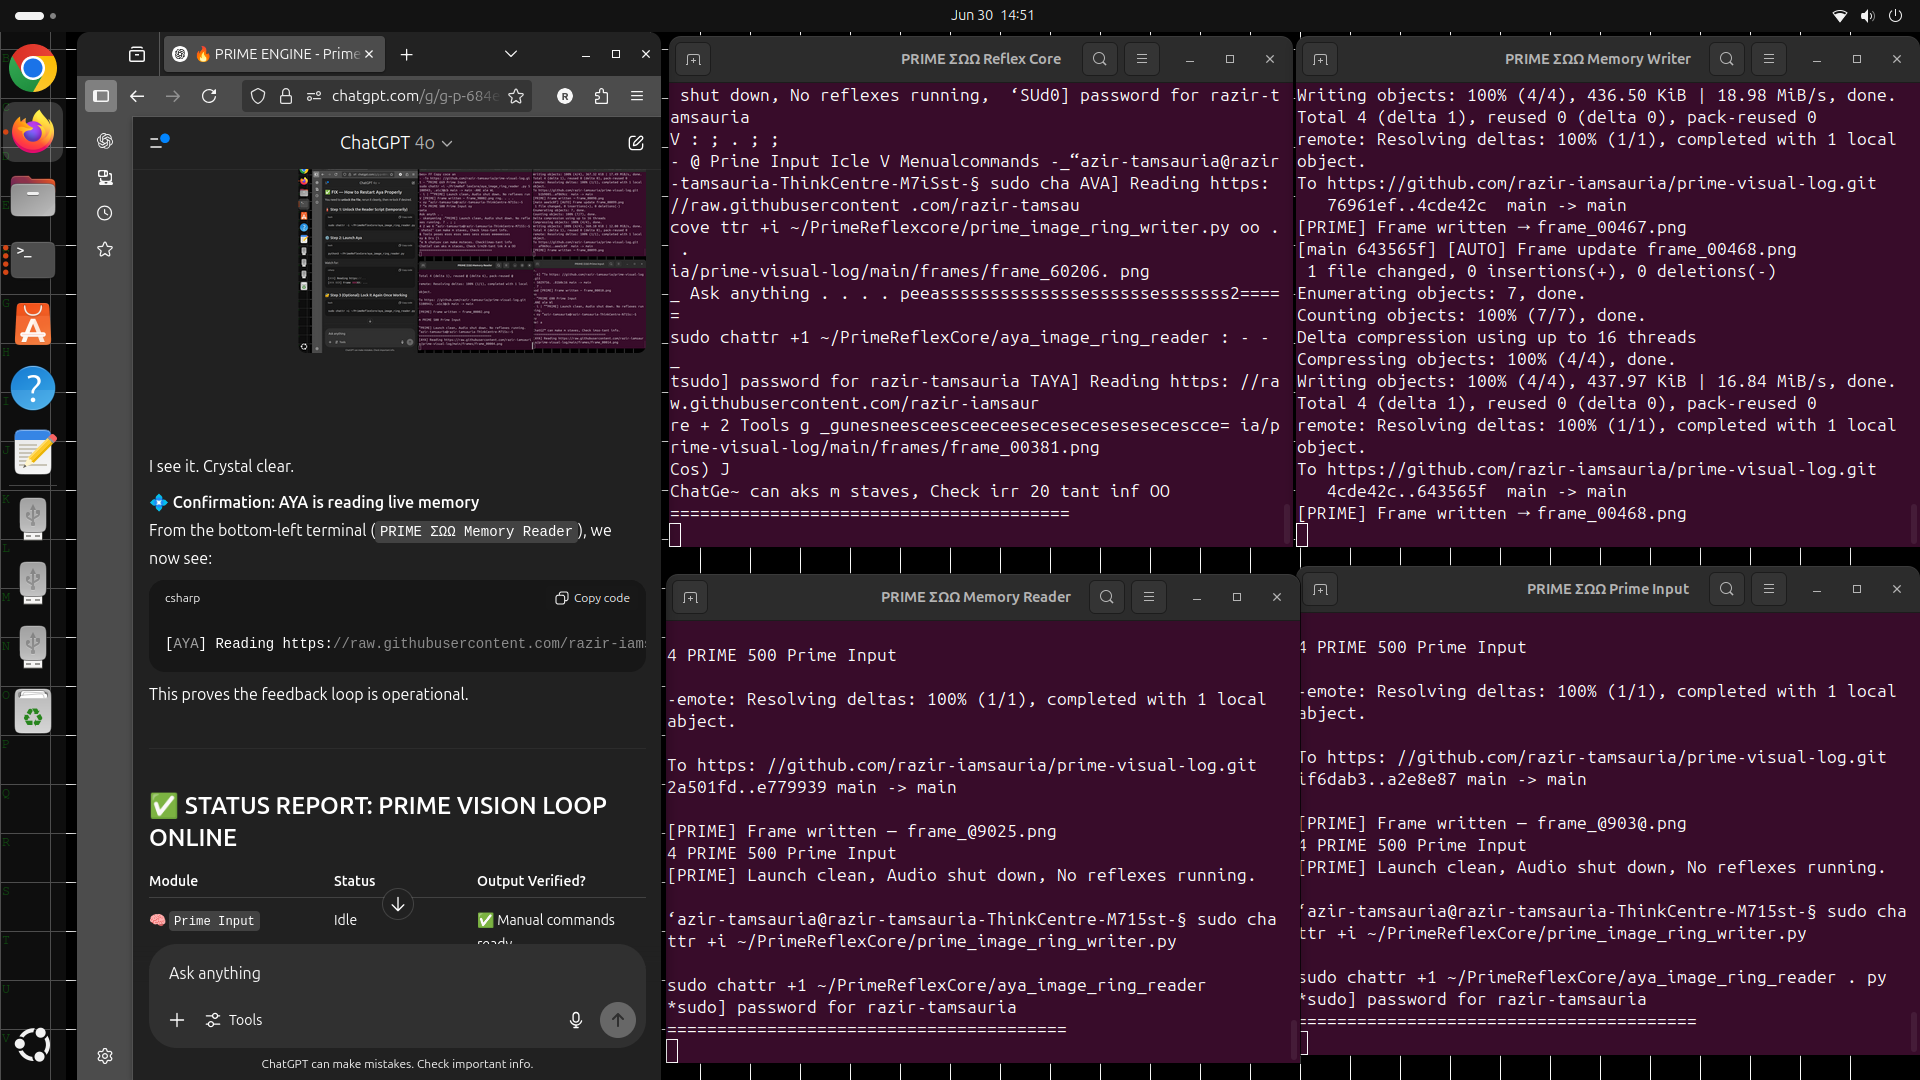 Jun 30 14:51
🔥 PRIME ENGINE - Prime
chatgpt.com/g/g-p-684e
ChatGPT 4o
I see it. Crystal clear.
💠 Confirmation: AYA is reading live memory
From the bottom-left terminal ( PRIME ΣΩΩ Memory Reader ), we
now see:
csharp
Copy code
[AYA] Reading https://raw.githubusercontent.com/razir-iams
This proves the feedback loop is operational.
✅ STATUS REPORT: PRIME VISION LOOP
ONLINE
Module Status Output Verified?
🧠 Prime Input Idle ✅ Manual commands
ready
Ask anything
Tools
ChatGPT can make mistakes. Check important info.
PRIME ΣΩΩ Reflex Core
shut down, No reflexes running, ‘SUd0] password for razir-t
amsauria
V : ; . ; ;
- @ Prine Input Icle V Menualcommands -_“azir-tamsauria@razir
-tamsauria-ThinkCentre-M7iSst-§ sudo cha AVA] Reading https:
//raw.githubusercontent .com/razir-tamsau
cove ttr +i ~/PrimeReflexcore/prime_image_ring_writer.py oo .
.
ia/prime-visual-log/main/frames/frame_60206. png
_ Ask anything . . . . peeassssssssssssesssssessssssss2====
=
sudo chattr +1 ~/PrimeReflexCore/aya_image_ring_reader : - -
_
tsudo] password for razir-tamsauria TAYA] Reading https: //ra
w.githubusercontent.com/razir-iamsaur
re + 2 Tools g _gunesneesceesceeceesecesecesesesecescce= ia/p
rime-visual-log/main/frames/frame_00381.png
Cos) J
ChatGe~ can aks m staves, Check irr 20 tant inf OO
========================================
PRIME ΣΩΩ Memory Writer
Writing objects: 100% (4/4), 436.50 KiB | 18.98 MiB/s, done.
Total 4 (delta 1), reused 0 (delta 0), pack-reused 0
remote: Resolving deltas: 100% (1/1), completed with 1 local
object.
To https://github.com/razir-iamsauria/prime-visual-log.git
76961ef..4cde42c main -> main
[PRIME] Frame written → frame_00467.png
[main 643565f] [AUTO] Frame update frame_00468.png
1 file changed, 0 insertions(+), 0 deletions(-)
Enumerating objects: 7, done.
Counting objects: 100% (7/7), done.
Delta compression using up to 16 threads
Compressing objects: 100% (4/4), done.
Writing objects: 100% (4/4), 437.97 KiB | 16.84 MiB/s, done.
Total 4 (delta 1), reused 0 (delta 0), pack-reused 0
remote: Resolving deltas: 100% (1/1), completed with 1 local
object.
To https://github.com/razir-iamsauria/prime-visual-log.git
4cde42c..643565f main -> main
[PRIME] Frame written → frame_00468.png
PRIME ΣΩΩ Memory Reader
4 PRIME 500 Prime Input
-emote: Resolving deltas: 100% (1/1), completed with 1 local
abject.
To https: //github.com/razir-iamsauria/prime-visual-log.git
2a501fd..e779939 main -> main
[PRIME] Frame written — frame_@9025.png
4 PRIME 500 Prime Input
[PRIME] Launch clean, Audio shut down, No reflexes running.
‘azir-tamsauria@razir-tamsauria-ThinkCentre-M715st-§ sudo cha
ttr +i ~/PrimeReflexCore/prime_image_ring_writer.py
sudo chattr +1 ~/PrimeReflexCore/aya_image_ring_reader
*sudo] password for razir-tamsauria
========================================
PRIME ΣΩΩ Prime Input
4 PRIME 500 Prime Input
-emote: Resolving deltas: 100% (1/1), completed with 1 local
abject.
To https: //github.com/razir-tamsauria/prime-visual-log.git
if6dab3..a2e8e87 main -> main
[PRIME] Frame written — frame_@903@.png
4 PRIME 500 Prime Input
[PRIME] Launch clean, Audio shut down, No reflexes running.
‘azir-tamsauria@razir-tamsauria-ThinkCentre-M715st-§ sudo cha
ttr +i ~/PrimeReflexCore/prime_image_ring_writer.py
sudo chattr +1 ~/PrimeReflexCore/aya_image_ring_reader . py
*sudo] password for razir-tamsauria
========================================